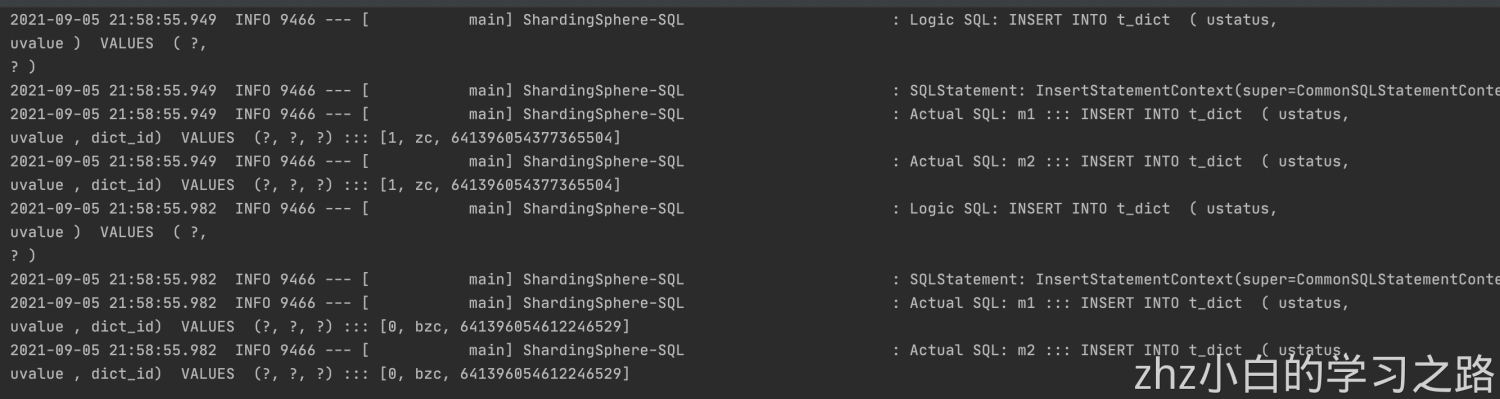 2021-09-05 21:58:55.949  INFO 9466 --- [           main] ShardingSphere-SQL                       : Logic SQL: INSERT INTO t_dict  ( ustatus,
uvalue )  VALUES  ( ?,
? )
2021-09-05 21:58:55.949  INFO 9466 --- [           main] ShardingSphere-SQL                       : SQLStatement: InsertStatementContext(super=CommonSQLStatementConte
2021-09-05 21:58:55.949  INFO 9466 --- [           main] ShardingSphere-SQL                       : Actual SQL: m1 ::: INSERT INTO t_dict  ( ustatus,
uvalue , dict_id)  VALUES  (?, ?, ?) ::: [1, zc, 641396054377365504]
2021-09-05 21:58:55.949  INFO 9466 --- [           main] ShardingSphere-SQL                       : Actual SQL: m2 ::: INSERT INTO t_dict  ( ustatus,
uvalue , dict_id)  VALUES  (?, ?, ?) ::: [1, zc, 641396054377365504]
2021-09-05 21:58:55.982  INFO 9466 --- [           main] ShardingSphere-SQL                       : Logic SQL: INSERT INTO t_dict  ( ustatus,
uvalue )  VALUES  ( ?,
? )
2021-09-05 21:58:55.982  INFO 9466 --- [           main] ShardingSphere-SQL                       : SQLStatement: InsertStatementContext(super=CommonSQLStatementConte
2021-09-05 21:58:55.982  INFO 9466 --- [           main] ShardingSphere-SQL                       : Actual SQL: m1 ::: INSERT INTO t_dict  ( ustatus,
uvalue , dict_id)  VALUES  (?, ?, ?) ::: [0, bzc, 641396054612246529]
2021-09-05 21:58:55.982  INFO 9466 --- [           main] ShardingSphere-SQL                       : Actual SQL: m2 ::: INSERT INTO t_dict  ( ustatus,
uvalue , dict_id)  VALUES  (?, ?, ?) ::: [0, bzc, 641396054612246529]
zhz小白的学习之路